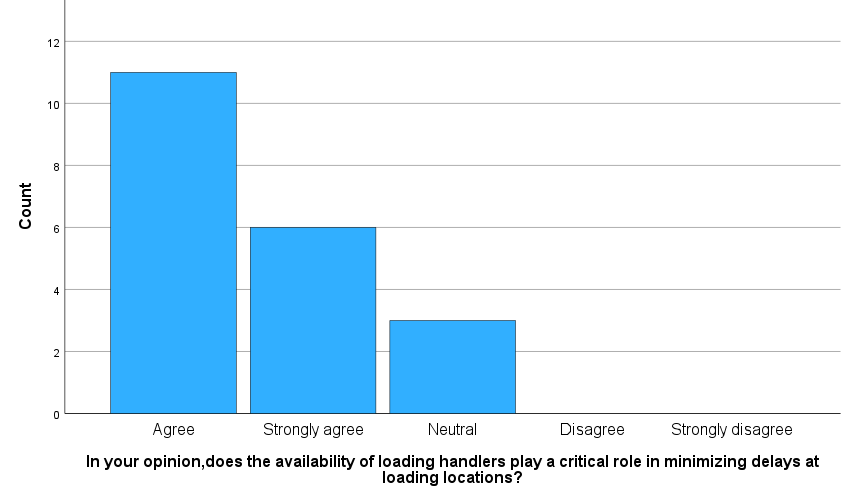 12
10
8
6
4
2
0
Count
Agree Strongly agree Neutral Disagree Strongly disagree
In your opinion,does the availability of loading handlers play a critical role in minimizing delays at
loading locations?